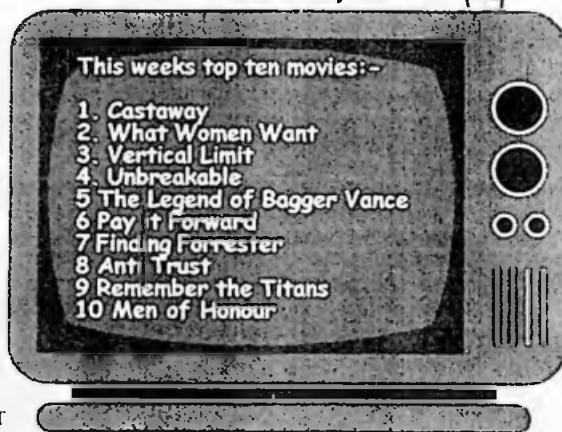 This weeks top ten movies:-
1. Castaway
2. What Women Want
3. Vertical Limit
4. Unbreakable
5 The Legend of Bagger Vance
6 Pay It Forward
7 Finding Forrester
8 Anti Trust
9 Remember the Titans
10 Men of Honour